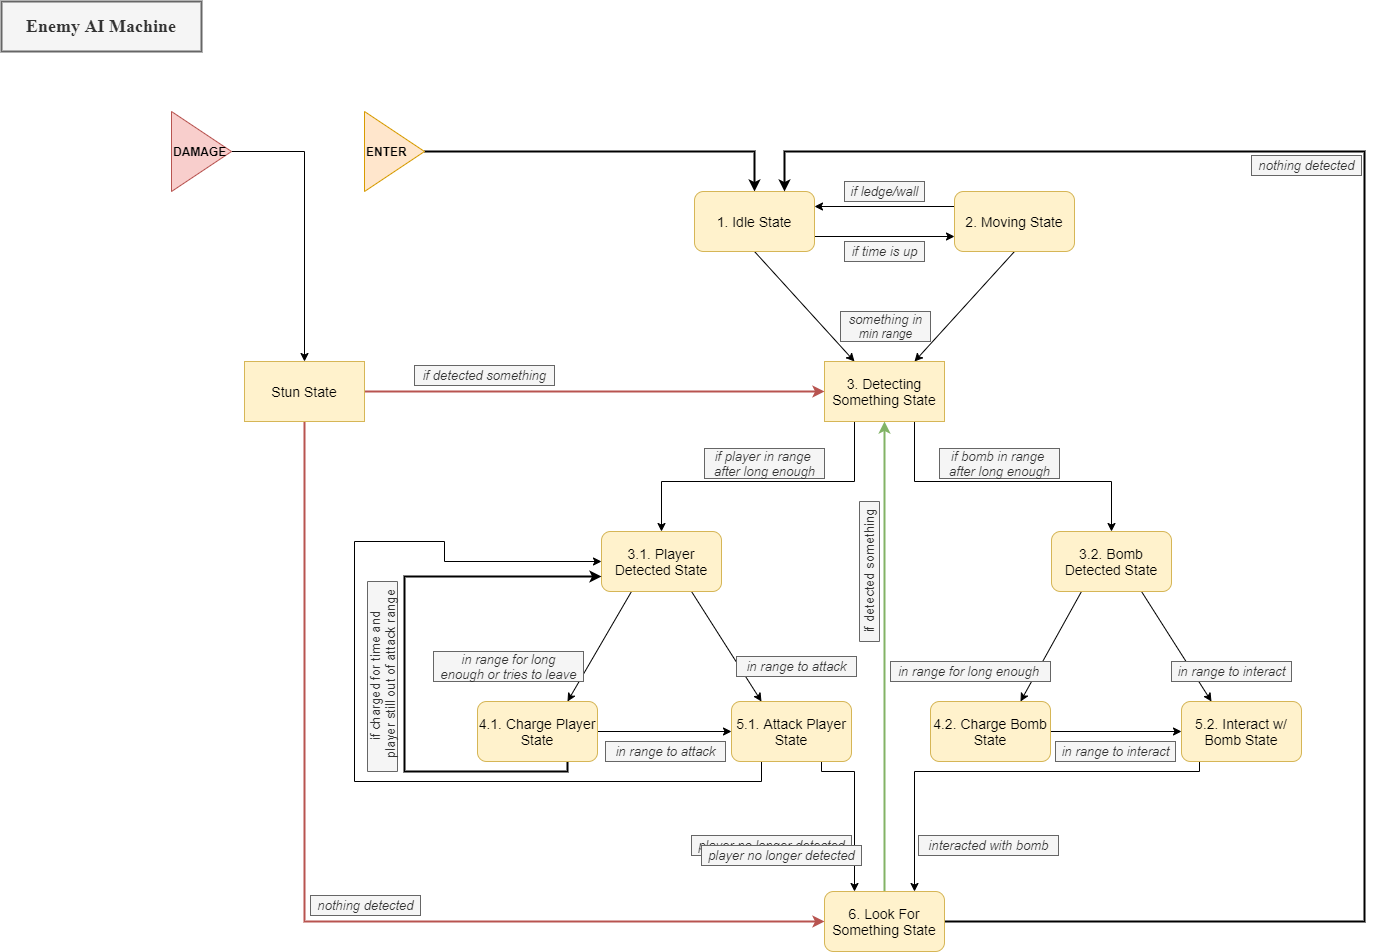 Enemy AI Machine
DAMAGE
ENTER
nothing detected
if ledge/wall
1. Idle State
2. Moving State
if time is up
something in
min range
if detected something
Stun State
3. Detecting
Something State
if player in range
after long enough
if bomb in range
after long enough
if detected something
3.1. Player
Detected State
3.2. Bomb
Detected State
if charged for time and
player still out of attack range
in range for long
enough or tries to leave
in range to attack
in range for long enough
in range to interact
4.1. Charge Player
State
5.1. Attack Player
State
4.2. Charge Bomb
State
5.2. Interact w/
Bomb State
in range to attack
in range to interact
player no longer detected
player no longer detected
interacted with bomb
nothing detected
6. Look For
Something State